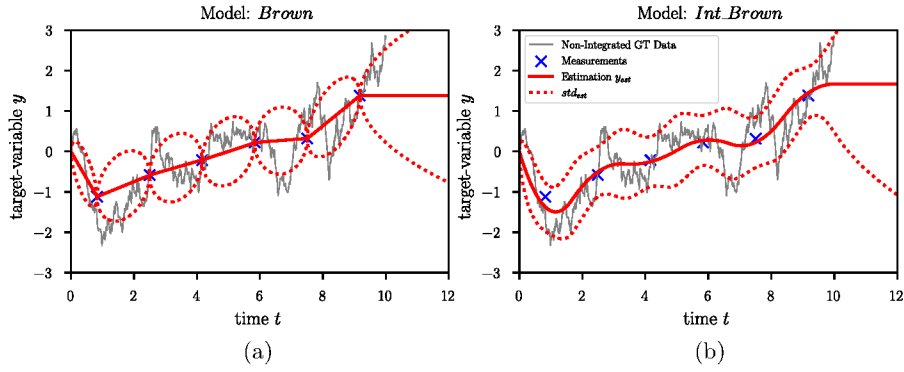 Model: Brown
3
2
1
0
−1
−2
−3
target-variable y
0
2
4
6
8
10
12
time t
(a)
Model: Int_Brown
Non-Integrated GT Data
Measurements
Estimation y_est
std_est
3
2
1
0
−1
−2
−3
target-variable y
0
2
4
6
8
10
12
time t
(b)